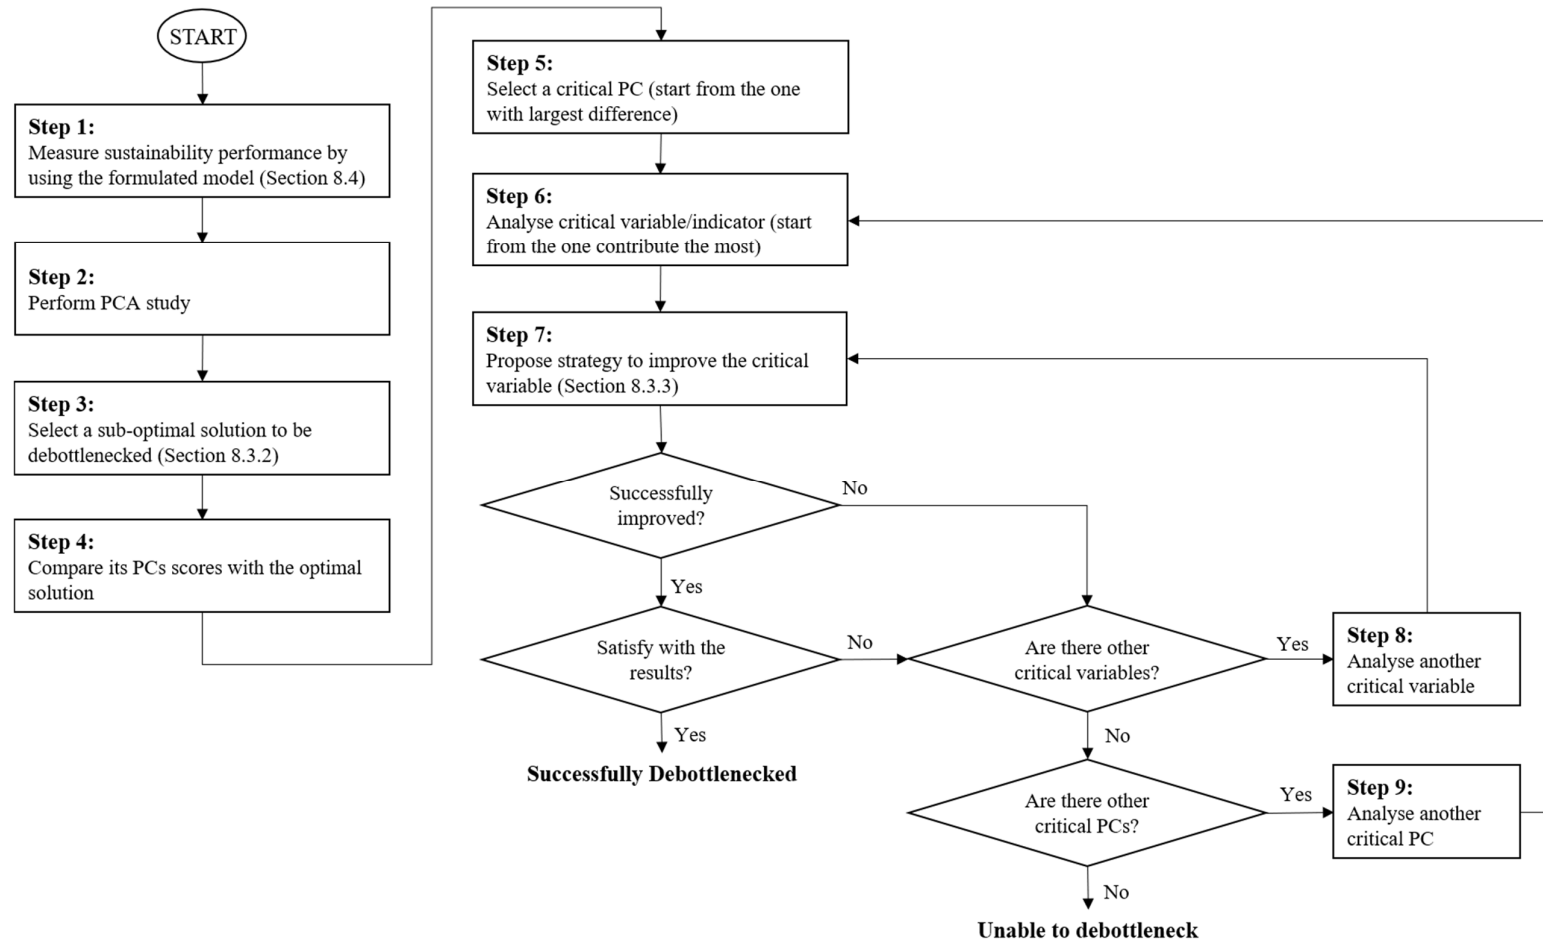 START
Step 1:
Measure sustainability performance by
using the formulated model (Section 8.4)
Step 2:
Perform PCA study
Step 3:
Select a sub-optimal solution to be
debottlenecked (Section 8.3.2)
Step 4:
Compare its PCs scores with the optimal
solution
Step 5:
Select a critical PC (start from the one
with largest difference)
Step 6:
Analyse critical variable/indicator (start
from the one contribute the most)
Step 7:
Propose strategy to improve the critical
variable (Section 8.3.3)
Successfully
improved?
No
Yes
Satisfy with the
results?
No
Yes
Successfully Debottlenecked
Are there other
critical variables?
Yes
No
Step 8:
Analyse another
critical variable
Are there other
critical PCs?
Yes
No
Step 9:
Analyse another
critical PC
Unable to debottleneck